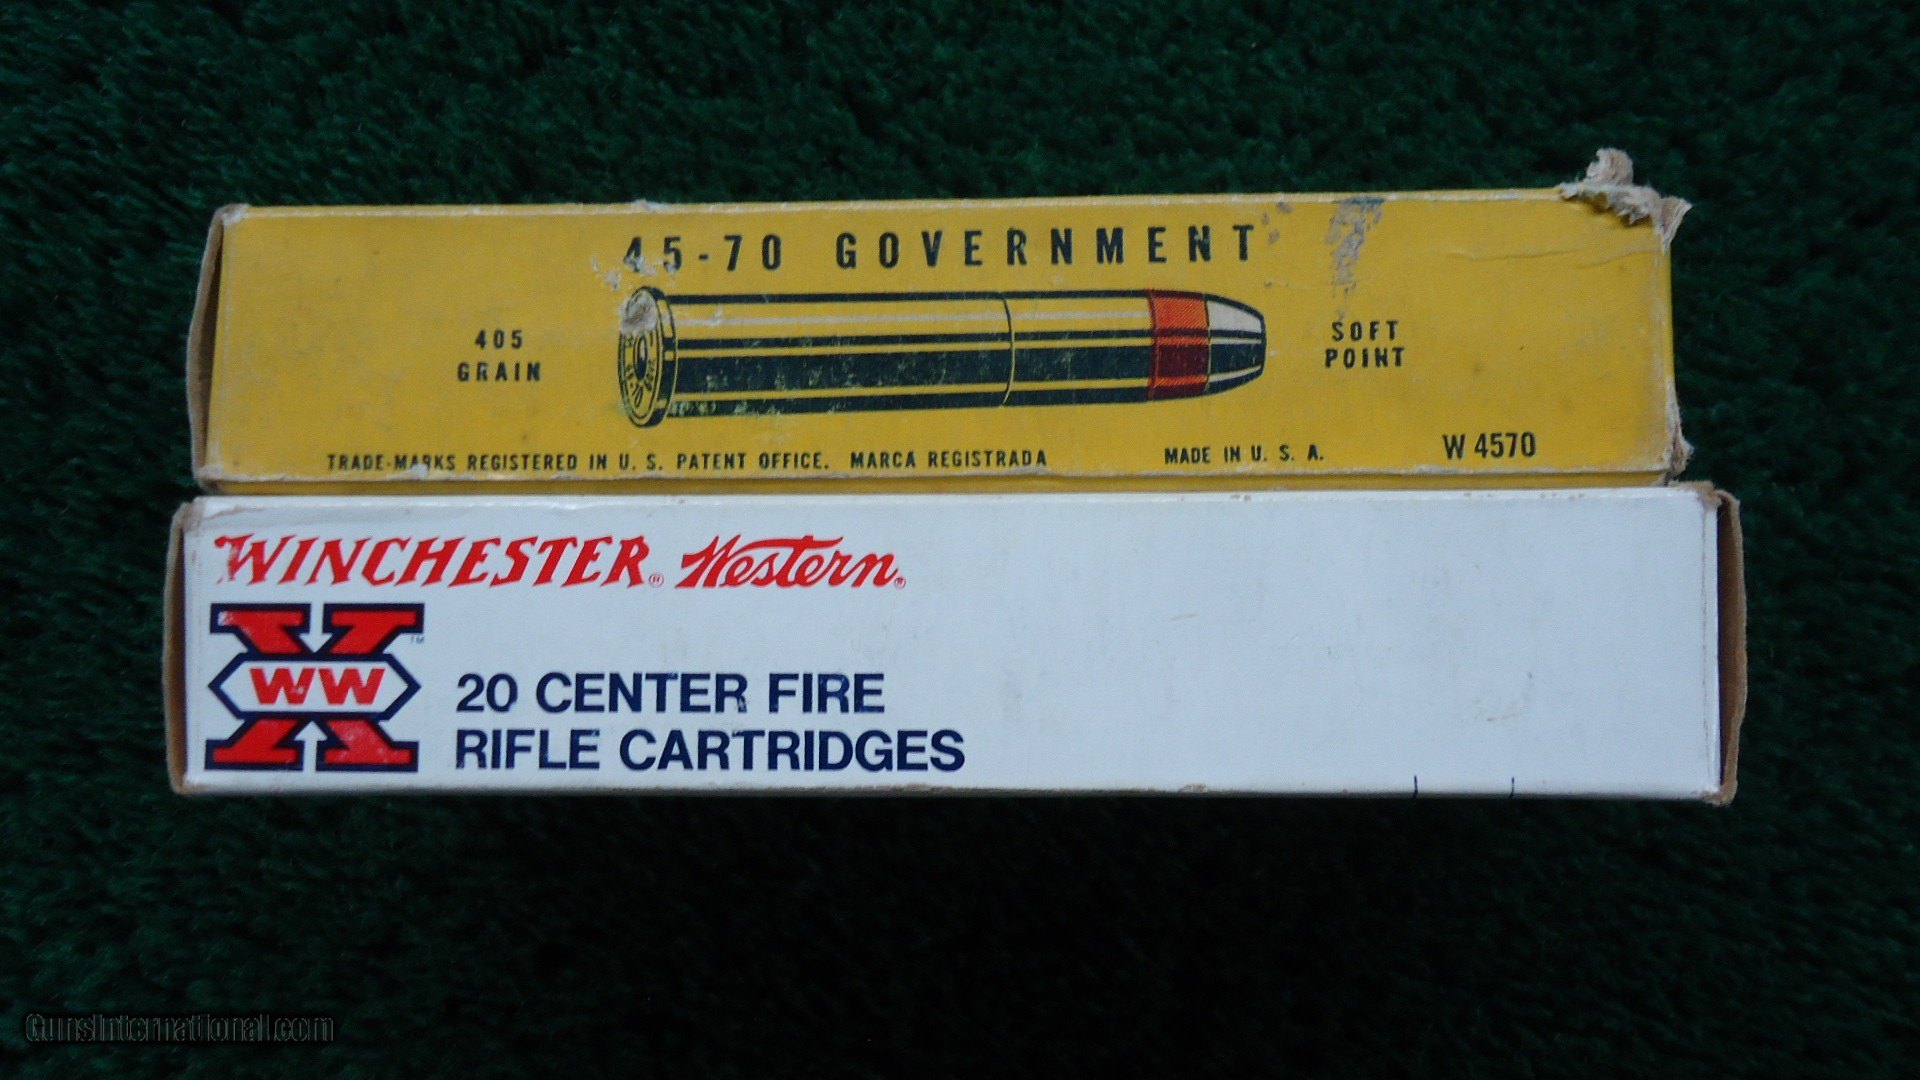 45-70 GOVERNMENT
405
GRAIN
SOFT
POINT
TRADE-MARKS REGISTERED IN U. S. PATENT OFFICE. MARCA REGISTRADA
MADE IN U. S. A.
W 4570
WINCHESTER® Western®
X™
WW
20 CENTER FIRE
RIFLE CARTRIDGES
GunsInternational.com